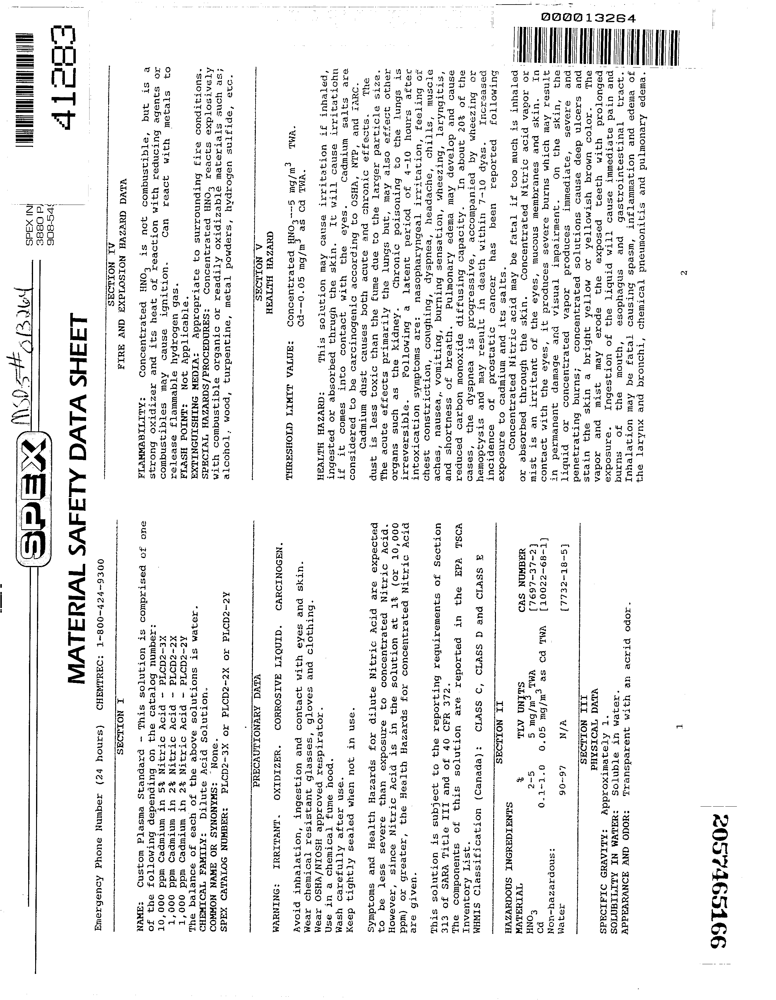 000013264
SPEX
MSDS# 013264
SPEX IN
3880 P
908-549
41283
MATERIAL SAFETY DATA SHEET
Emergency Phone Number (24 hours) CHEMTREC: 1-800-424-9300
SECTION I
NAME: Custom Plasma Standard - This solution is comprised of one
of the following depending on the catalog number:
10,000 ppm Cadmium in 5% Nitric Acid - PLCD2-3X
1,000 ppm Cadmium in 2% Nitric Acid - PLCD2-2X
1,000 ppm Cadmium in 2% Nitric Acid - PLCD2-2Y
The balance of each of the above solutions is water.
CHEMICAL FAMILY: Dilute Acid Solution.
COMMON NAME OR SYNONYMS: None.
SPEX CATALOG NUMBER: PLCD2-3X or PLCD2-2X or PLCD2-2Y
PRECAUTIONARY DATA
WARNING: IRRITANT. OXIDIZER. CORROSIVE LIQUID. CARCINOGEN.
Avoid inhalation, ingestion and contact with eyes and skin.
Wear chemical resistant glasses, gloves and clothing.
Wear OSHA/NIOSH approved respirator.
Use in a chemical fume hood.
Wash carefully after use.
Keep tightly sealed when not in use.
Symptoms and Health Hazards for dilute Nitric Acid are expected
to be less severe than exposure to concentrated Nitric Acid.
However, since Nitric Acid is in the solution at 1% (or 10,000
ppm) or greater, the Health Hazards for concentrated Nitric Acid
are given.
This solution is subject to the reporting requirements of Section
313 of SARA Title III and of 40 CFR 372.
The components of this solution are reported in the EPA TSCA
Inventory List.
WHMIS Classification (Canada): CLASS C, CLASS D and CLASS E
SECTION II
HAZARDOUS INGREDIENTS
MATERIAL % TLV UNITS CAS NUMBER
HNO3 2-5 5 mg/m3 TWA [7697-37-2]
Cd 0.1-1.0 0.05 mg/m3 as Cd TWA [10022-68-1]
Non-hazardous:
Water 90-97 N/A [7732-18-5]
SECTION III
PHYSICAL DATA
SPECIFIC GRAVITY: Approximately 1.
SOLUBILITY IN WATER: Soluble in water.
APPEARANCE AND ODOR: Transparent with an acrid odor.
1
SECTION IV
FIRE AND EXPLOSION HAZARD DATA
FLAMMABILITY: Concentrated HNO3 is not combustible, but is a
strong oxidizer and its heat of reaction with reducing agents or
combustibles may cause ignition. Can react with metals to
release flammable hydrogen gas.
FLASH POINT: Not Applicable.
EXTINGUISHING MEDIA: Appropriate to surrounding fire conditions.
SPECIAL HAZARDS/PROCEDURES: Concentrated HNO3 reacts explosively
with combustible organic or readily oxidizable materials such as;
alcohol, wood, turpentine, metal powders, hydrogen sulfide, etc.
SECTION V
HEALTH HAZARD
THRESHOLD LIMIT VALUE: Concentrated HNO3---5 mg/m3 TWA.
Cd--0.05 mg/m3 as Cd TWA.
HEALTH HAZARD: This solution may cause irritation if inhaled,
ingested or absorbed through the skin. It will cause irritatiohn
if it comes into contact with the eyes. Cadmium salts are
considered to be carcinogenic according to OSHA, NTP, and IARC.
Cadmium dust causes both acute and chronic effects. The
dust is less toxic than the fume due to the larger particle size.
The acute effects primarily the lungs but, may also effect other
organs such as the kidney. Chronic poisoning to the lungs is
irreversible. Following a latent period of 4-10 hours after
intoxication symptoms are: nasopharyngeal irritation, feeling of
chest constriction, coughing, dyspnea, headache, chills, muscle
aches, nausea, vomiting, burning sensation, wheezing, laryngitis,
and shortness of breath. Pulmonary edema may develop and cause
reduced carbon monoxide diffusing capacity. In about 20% of the
cases, the dyspnea is progressive, accompanied by wheezing or
hemoptysis and may result in death within 7-10 dyas. Increased
incidence of prostatic cancer has been reported following
exposure to cadmium and its salts.
Concentrated Nitric acid may be fatal if too much is inhaled
or absorbed through the skin. Concentrated Nitric acid vapor or
mist is an irritant of the eyes, mucous membranes and skin. In
contact with the eyes, it produces severe burns which may result
in permanent damage and visual impairment. On the skin, the
liquid or concentrated vapor produces immediate, severe and
penetrating burns; concentrated solutions cause deep ulcers and
stain the skin a bright yellow or yellowish brown color. The
vapor and mist may erode the exposed teeth with prolonged
exposure. Ingestion of the liquid will cause immediate pain and
burns of the mouth, esophagus and gastrointestinal tract.
Inhalation may be fatal causing spasm, inflammation and edema of
the larynx and bronchi, chemical pneumonitis and pulmonary edema.
2
2057465166